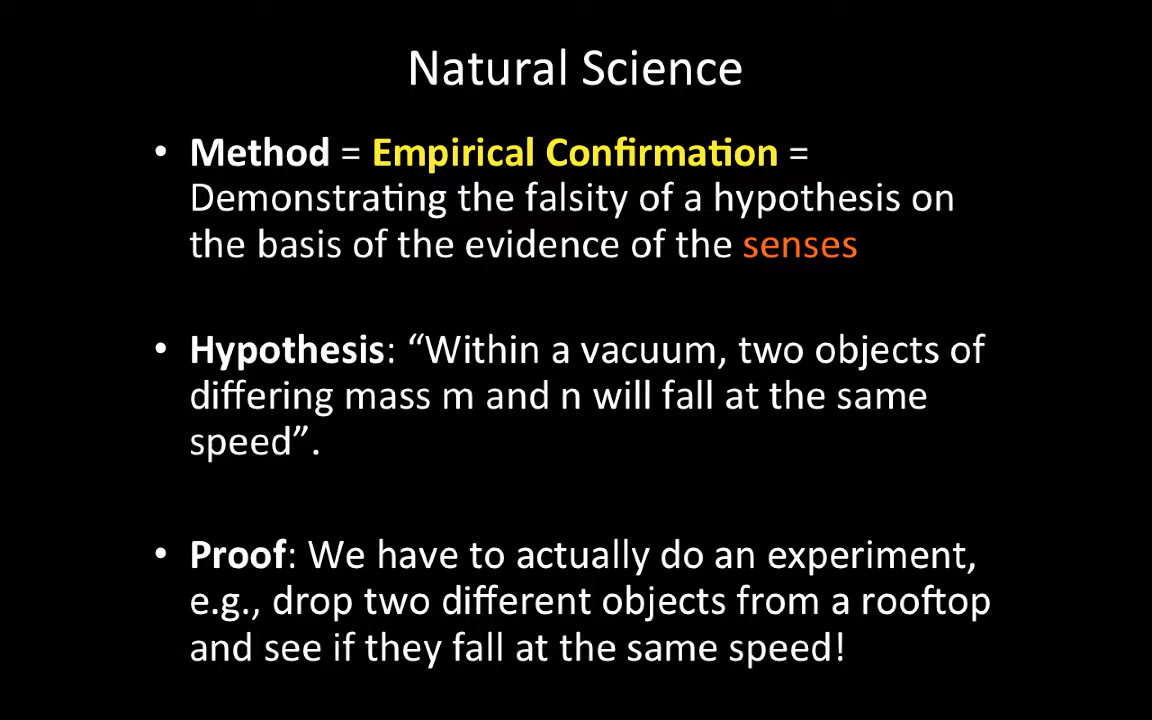 Natural Science
• Method = Empirical Confirmation =
Demonstrating the falsity of a hypothesis on
the basis of the evidence of the senses
• Hypothesis: “Within a vacuum, two objects of
differing mass m and n will fall at the same
speed”.
• Proof: We have to actually do an experiment,
e.g., drop two different objects from a rooftop
and see if they fall at the same speed!